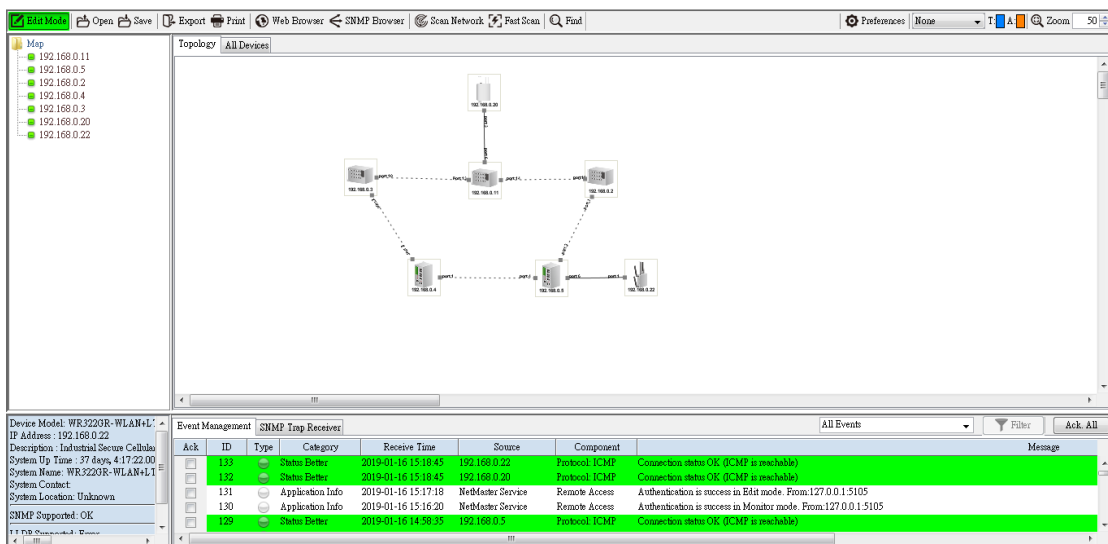 Edit Mode Open Save Export Print Web Browser SNMP Browser Scan Network Fast Scan Find Preferences None T: A: Zoom 50
Map
192.168.0.11
192.168.0.5
192.168.0.2
192.168.0.4
192.168.0.3
192.168.0.20
192.168.0.22
Topology All Devices
192.168.0.20
192.168.0.3
192.168.0.11
192.168.0.2
192.168.0.4
192.168.0.5
192.168.0.22
Device Model: WR322GR-WLAN+L
IP Address : 192.168.0.22
Description : Industrial Secure Cellular
System Up Time : 37 days, 4:17:22.00
System Name: WR322GR-WLAN+LT
System Contact:
System Location: Unknown
SNMP Supported: OK
LLDP Supported: Error
Event Management SNMP Trap Receiver All Events Filter Ack. All
Ack ID Type Category Receive Time Source Component Message
133 Status Better 2019-01-16 15:18:45 192.168.0.22 Protocol: ICMP Connection status OK (ICMP is reachable)
132 Status Better 2019-01-16 15:18:45 192.168.0.20 Protocol: ICMP Connection status OK (ICMP is reachable)
131 Application Info 2019-01-16 15:17:18 NetMaster Service Remote Access Authentication is success in Edit mode. From:127.0.0.1:5105
130 Application Info 2019-01-16 15:16:20 NetMaster Service Remote Access Authentication is success in Monitor mode. From:127.0.0.1:5105
129 Status Better 2019-01-16 14:58:35 192.168.0.5 Protocol: ICMP Connection status OK (ICMP is reachable)